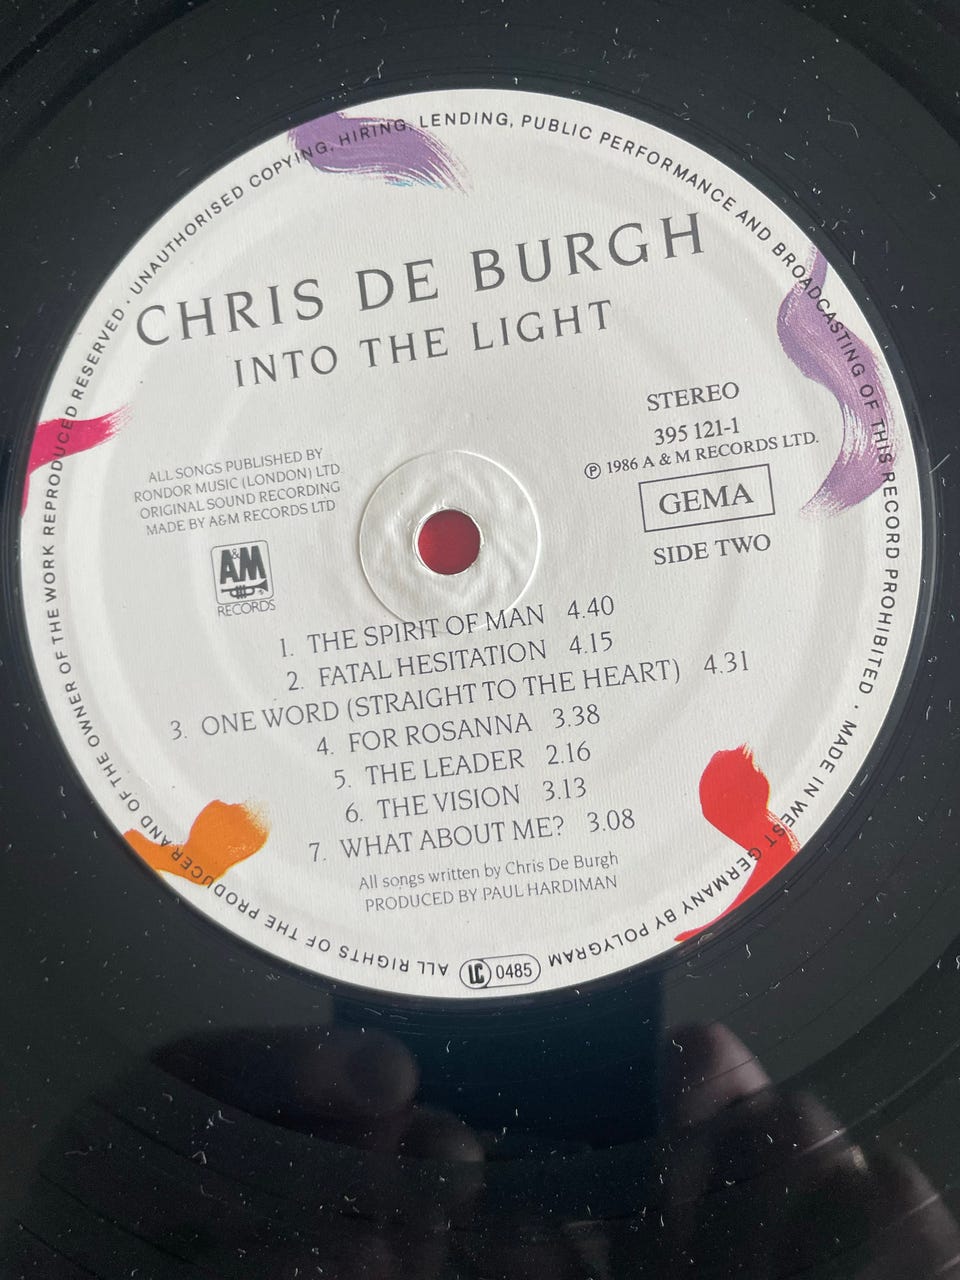 UNAUTHORISED COPYING, HIRING, LENDING, PUBLIC PERFORMANCE AND BROADCASTING OF THIS RECORD PROHIBITED · MADE IN WEST GERMANY BY POLYGRAM
CHRIS DE BURGH
INTO THE LIGHT
STEREO
395 121-1
℗ 1986 A & M RECORDS LTD.
GEMA
SIDE TWO
ALL SONGS PUBLISHED BY
RONDOR MUSIC (LONDON) LTD
ORIGINAL SOUND RECORDING
MADE BY A&M RECORDS LTD
A&M
RECORDS
1. THE SPIRIT OF MAN 4.40
2. FATAL HESITATION 4.15
3. ONE WORD (STRAIGHT TO THE HEART) 4.31
4. FOR ROSANNA 3.38
5. THE LEADER 2.16
6. THE VISION 3.13
7. WHAT ABOUT ME? 3.08
All songs written by Chris De Burgh
PRODUCED BY PAUL HARDIMAN
LC 0485
ALL RIGHTS OF THE PRODUCER AND OF THE OWNER OF THE WORK REPRODUCED RESERVED ·